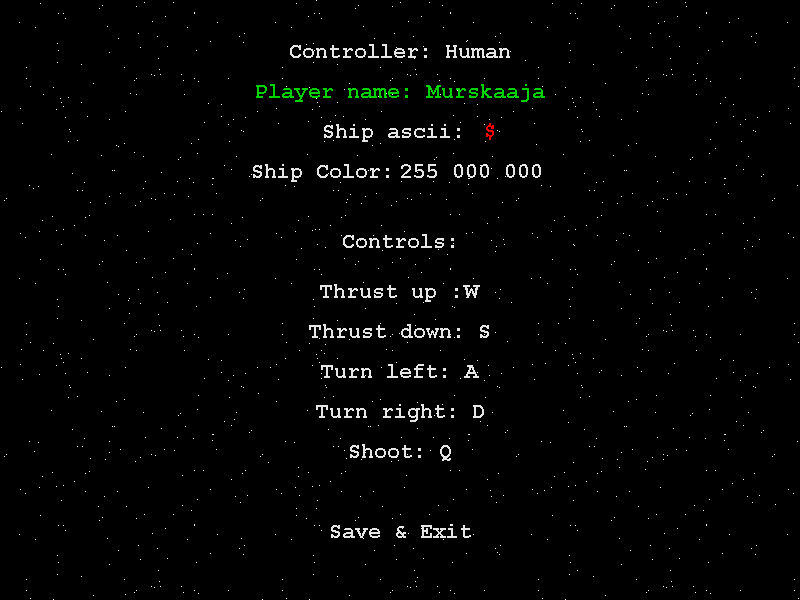 Controller: Human
Player name: Murskaaja
Ship ascii: $
Ship Color: 255 000 000
Controls:
Thrust up :W
Thrust down: S
Turn left: A
Turn right: D
Shoot: Q
Save & Exit